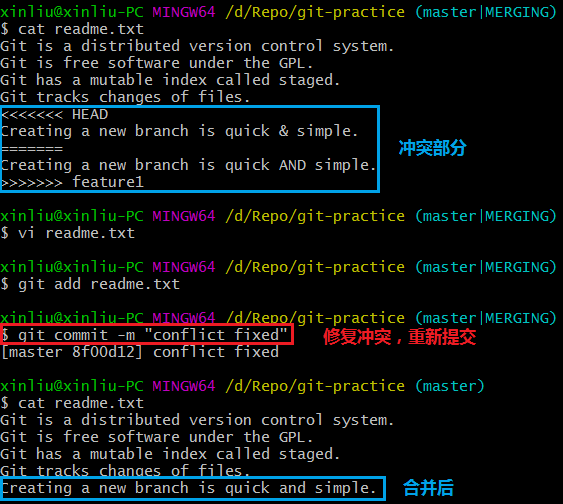 xinliu@xinliu-PC MINGW64 /d/Repo/git-practice (master|MERGING)
$ cat readme.txt
Git is a distributed version control system.
Git is free software under the GPL.
Git has a mutable index called staged.
Git tracks changes of files.
<<<<<<< HEAD
Creating a new branch is quick & simple.
=======
冲突部分
Creating a new branch is quick AND simple.
>>>>>>> feature1
xinliu@xinliu-PC MINGW64 /d/Repo/git-practice (master|MERGING)
$ vi readme.txt
xinliu@xinliu-PC MINGW64 /d/Repo/git-practice (master|MERGING)
$ git add readme.txt
xinliu@xinliu-PC MINGW64 /d/Repo/git-practice (master|MERGING)
$ git commit -m "conflict fixed"
修复冲突，重新提交
[master 8f00d12] conflict fixed
xinliu@xinliu-PC MINGW64 /d/Repo/git-practice (master)
$ cat readme.txt
Git is a distributed version control system.
Git is free software under the GPL.
Git has a mutable index called staged.
Git tracks changes of files.
Creating a new branch is quick and simple.
合并后